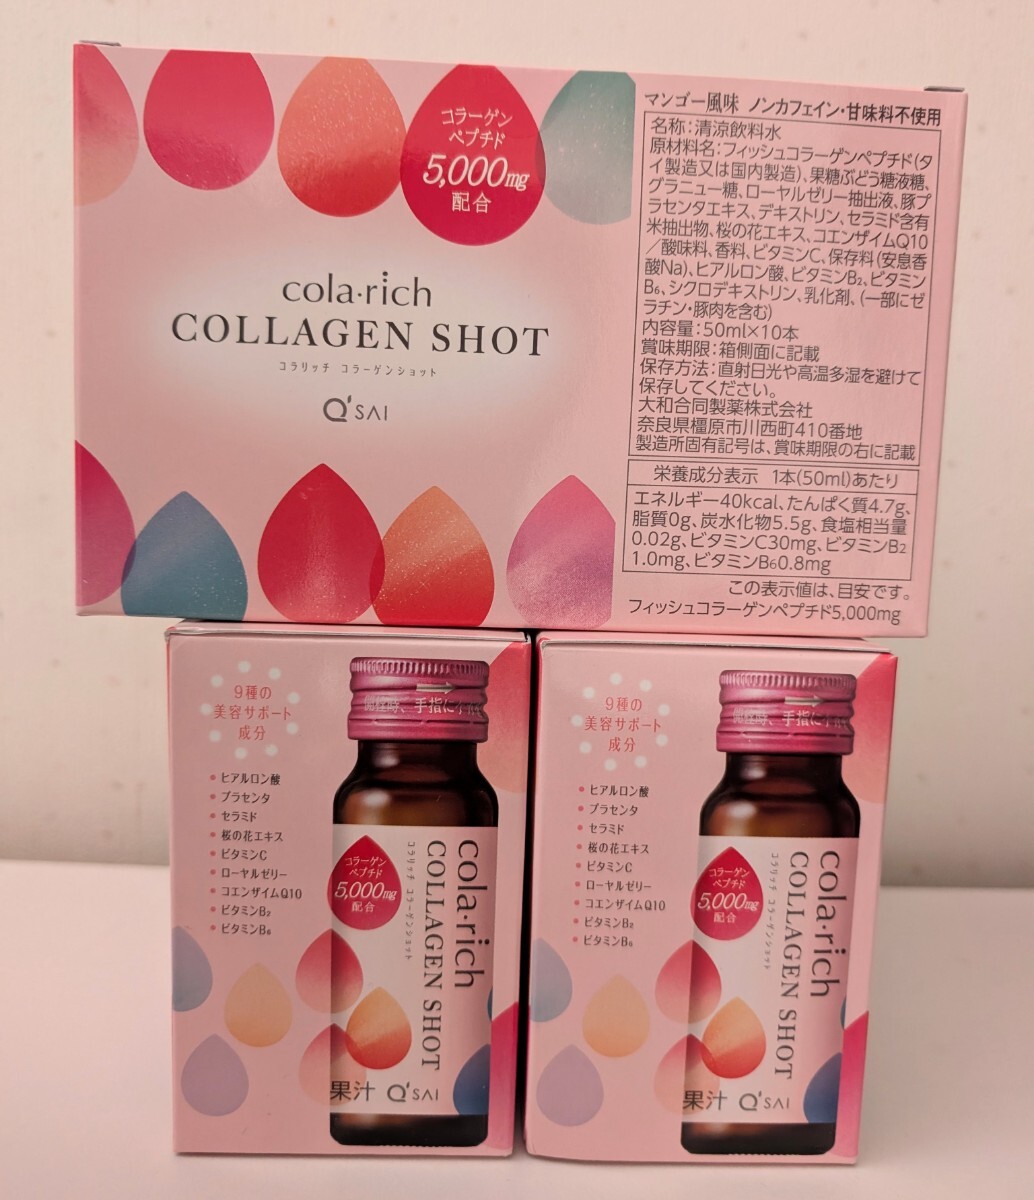 コラーゲン
ペプチド
5,000mg
配合
cola・rich
COLLAGEN SHOT
コラリッチ コラーゲンショット
Q'SAI
マンゴー風味 ノンカフェイン・甘味料不使用
名称：清涼飲料水
原材料名：フィッシュコラーゲンペプチド（タ
イ製造又は国内製造）、果糖ぶどう糖液糖、
グラニュー糖、ローヤルゼリー抽出液、豚プ
ラセンタエキス、デキストリン、セラミド含有
米抽出物、桜の花エキス、コエンザイムQ10
／酸味料、香料、ビタミンC、保存料（安息香
酸Na）、ヒアルロン酸、ビタミンB₂、ビタミン
B₆、シクロデキストリン、乳化剤、（一部にゼ
ラチン・豚肉を含む）
内容量：50ml×10本
賞味期限：箱側面に記載
保存方法：直射日光や高温多湿を避けて
保存してください。
大和合同製薬株式会社
奈良県橿原市川西町410番地
製造所固有記号は、賞味期限の右に記載
栄養成分表示 1本(50ml)あたり
エネルギー40kcal、たんぱく質4.7g、
脂質0g、炭水化物5.5g、食塩相当量
0.02g、ビタミンC30mg、ビタミンB₂
1.0mg、ビタミンB₆0.8mg
この表示値は、目安です。
フィッシュコラーゲンペプチド5,000mg
9種の
美容サポート
成分
ヒアルロン酸
プラセンタ
セラミド
桜の花エキス
ビタミンC
ローヤルゼリー
コエンザイムQ10
ビタミンB₂
ビタミンB₆
開栓時、手指に
コラーゲン
ペプチド
5,000mg
配合
cola・rich
COLLAGEN SHOT
コラリッチ コラーゲンショット
果汁 Q'SAI
9種の
美容サポート
成分
ヒアルロン酸
プラセンタ
セラミド
桜の花エキス
ビタミンC
ローヤルゼリー
コエンザイムQ10
ビタミンB₂
ビタミンB₆
開栓時、手指に
コラーゲン
ペプチド
5,000mg
配合
cola・rich
COLLAGEN SHOT
コラリッチ コラーゲンショット
果汁 Q'SAI